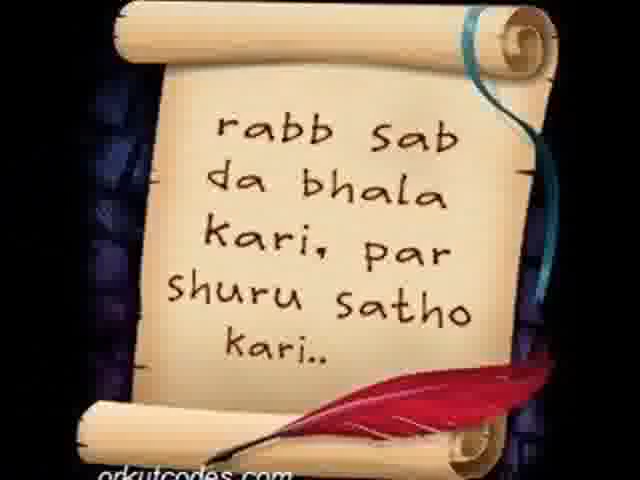 rabb sab
da bhala
kari, par
shuru satho
kari..
orkutcodes.com